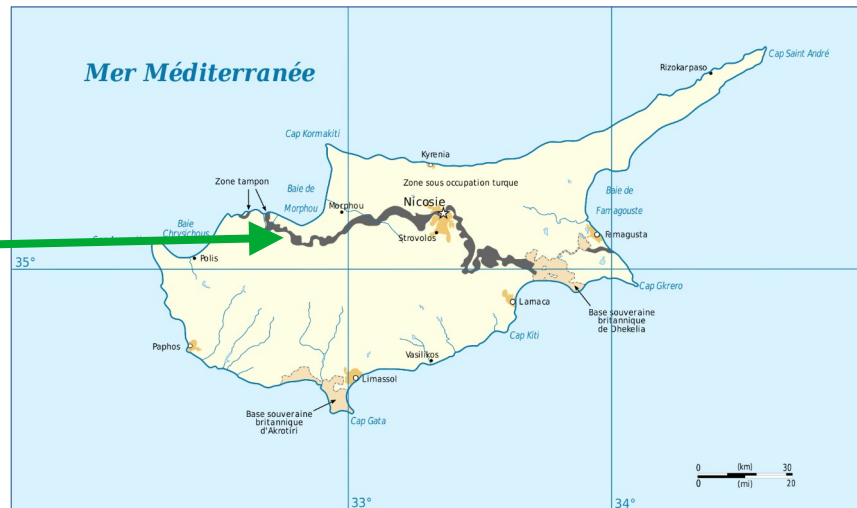 Mer Méditerranée
Cap Saint André
Rizokarpaso
Cap Kormakiti
Kyrenia
Zone tampon
Zone sous occupation turque
Baie de
Morphou
Morphou
Nicosie
Baie de
Famagouste
Baie
Chrysichous
Strovolos
Famagusta
Polis
35°
Cap Gkrero
Larnaca
Base souveraine
britannique
de Dhekelia
Cap Kiti
Paphos
Vasilikos
Limassol
Base souveraine
britannique
d'Akrotiri
Cap Gata
0 (km) 30
0 (mi) 20
33°
34°